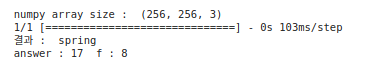 numpy array size :  (256, 256, 3)
1/1 [==============================] - 0s 103ms/step
결과 :  spring
answer : 17  f : 8